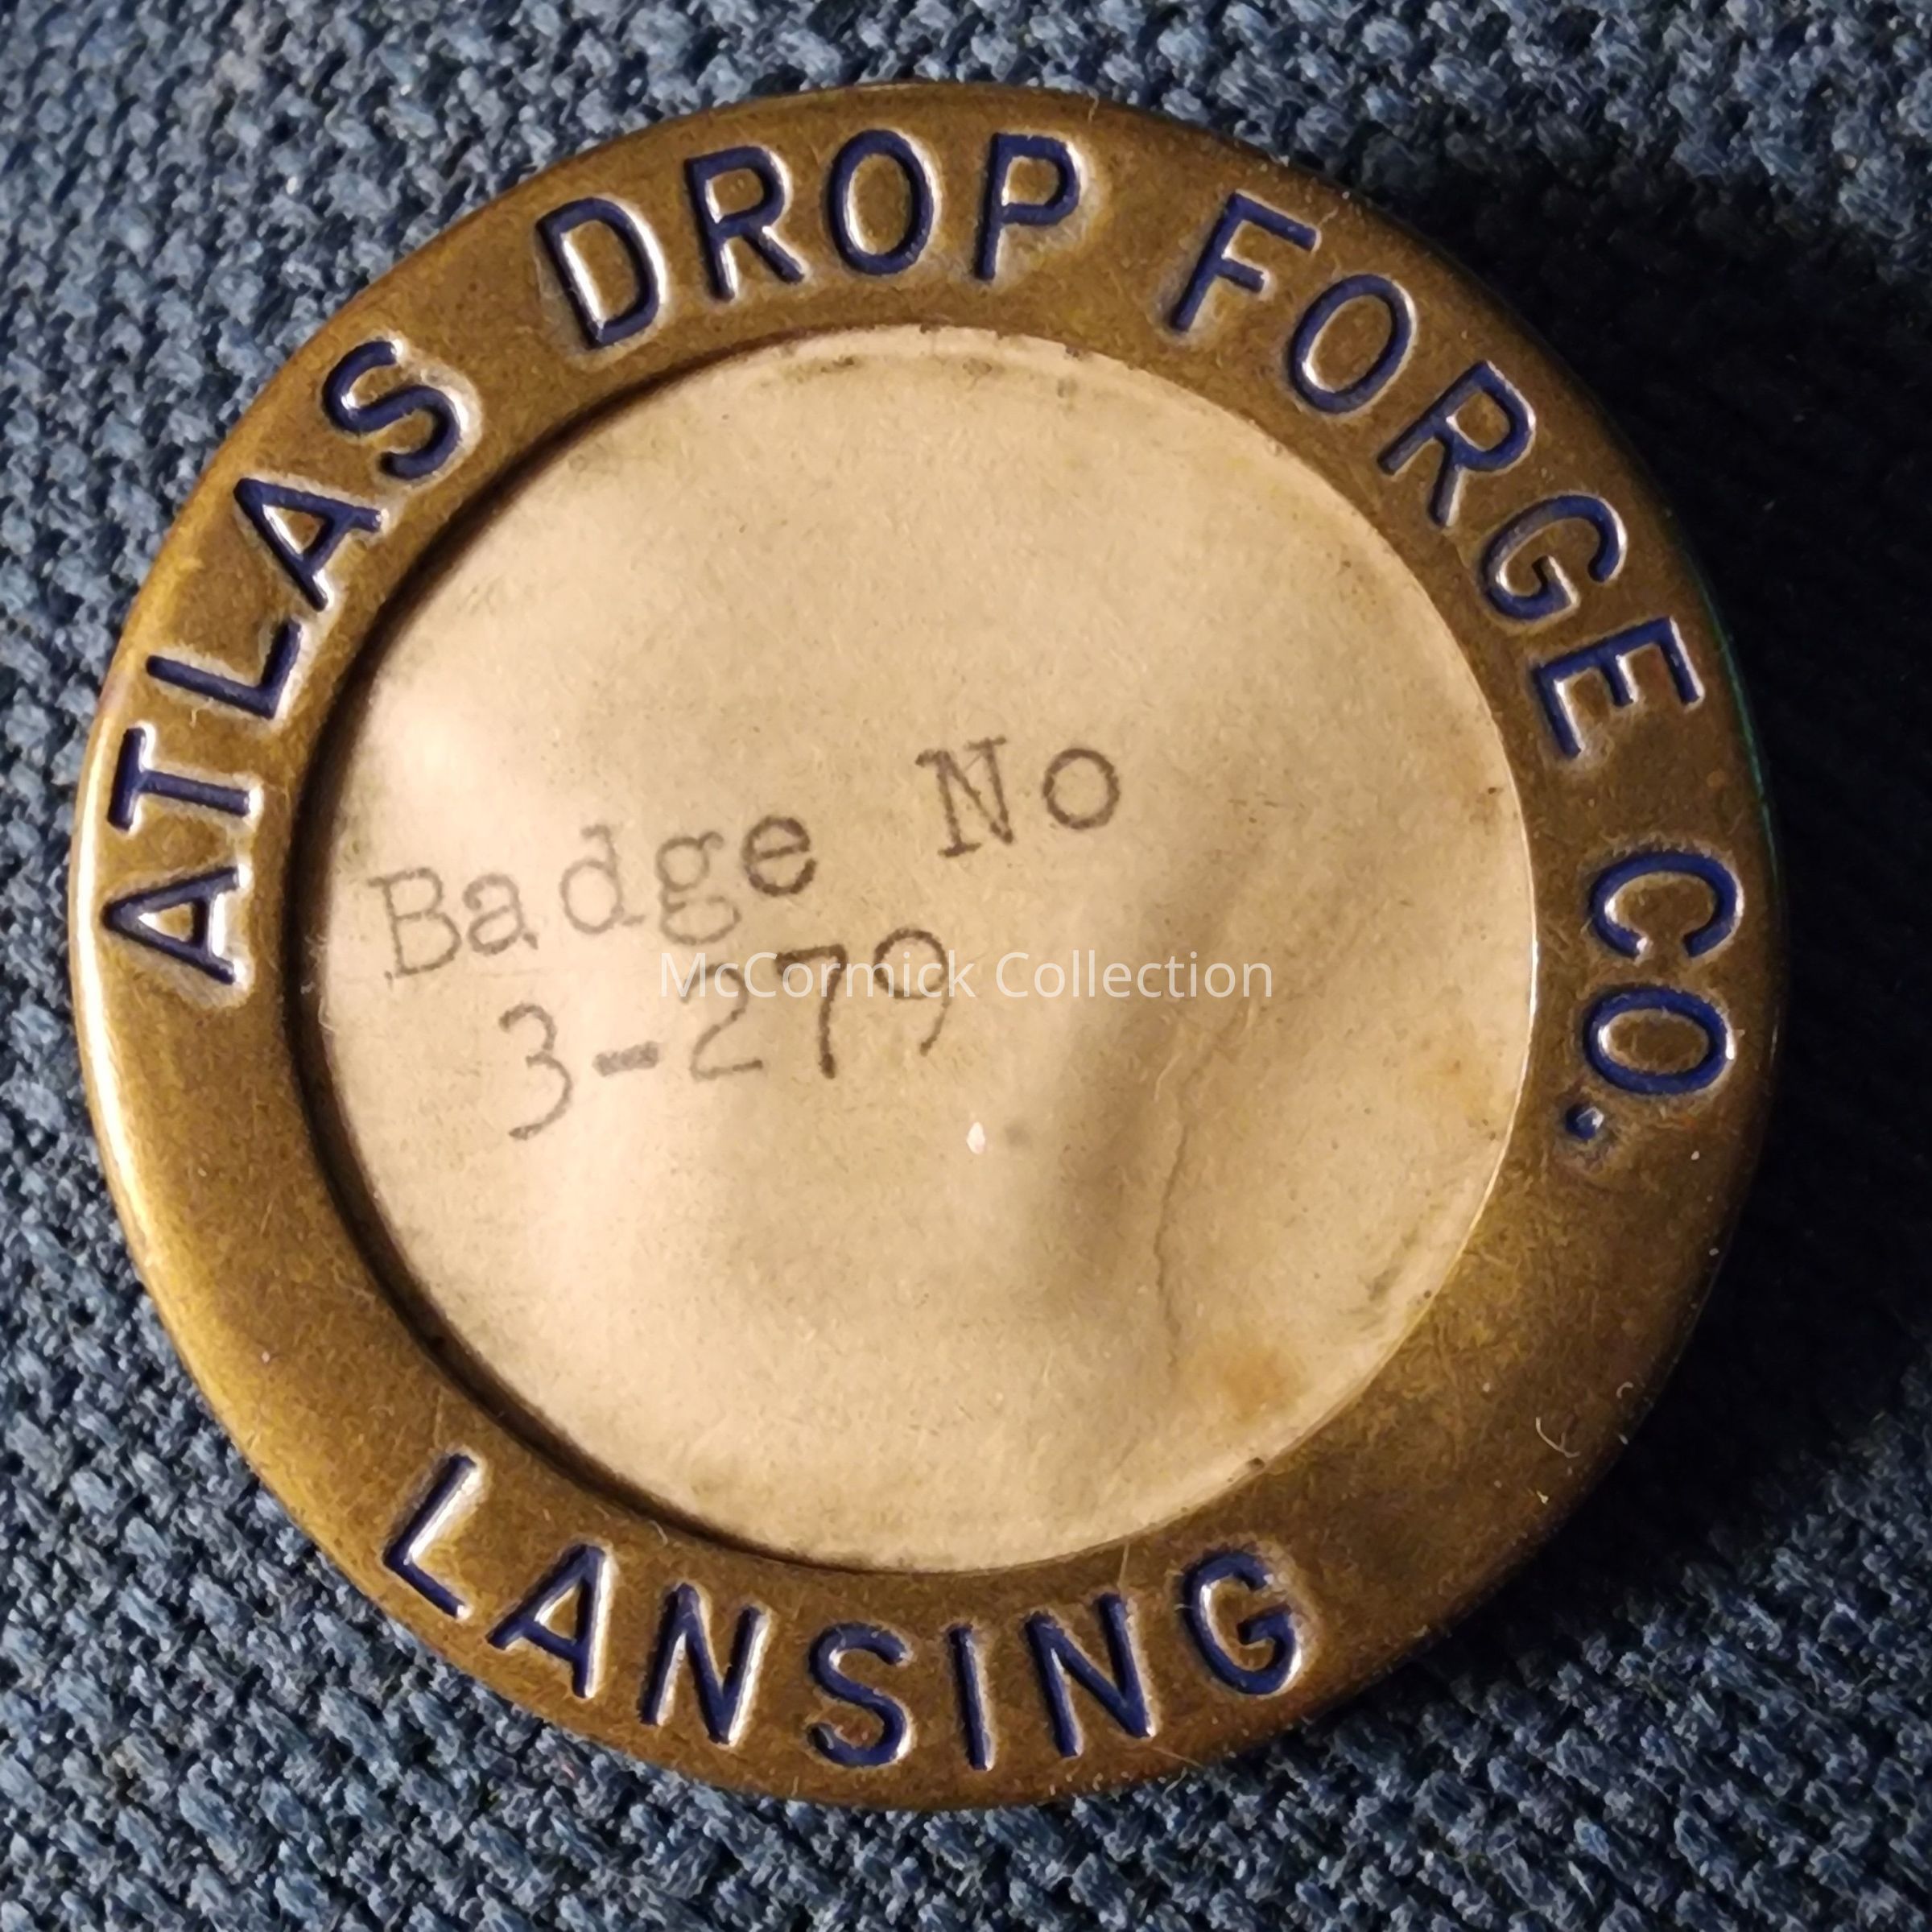 ATLAS DROP FORGE CO.
Badge No
3-279
McCormick Collection
LANSING